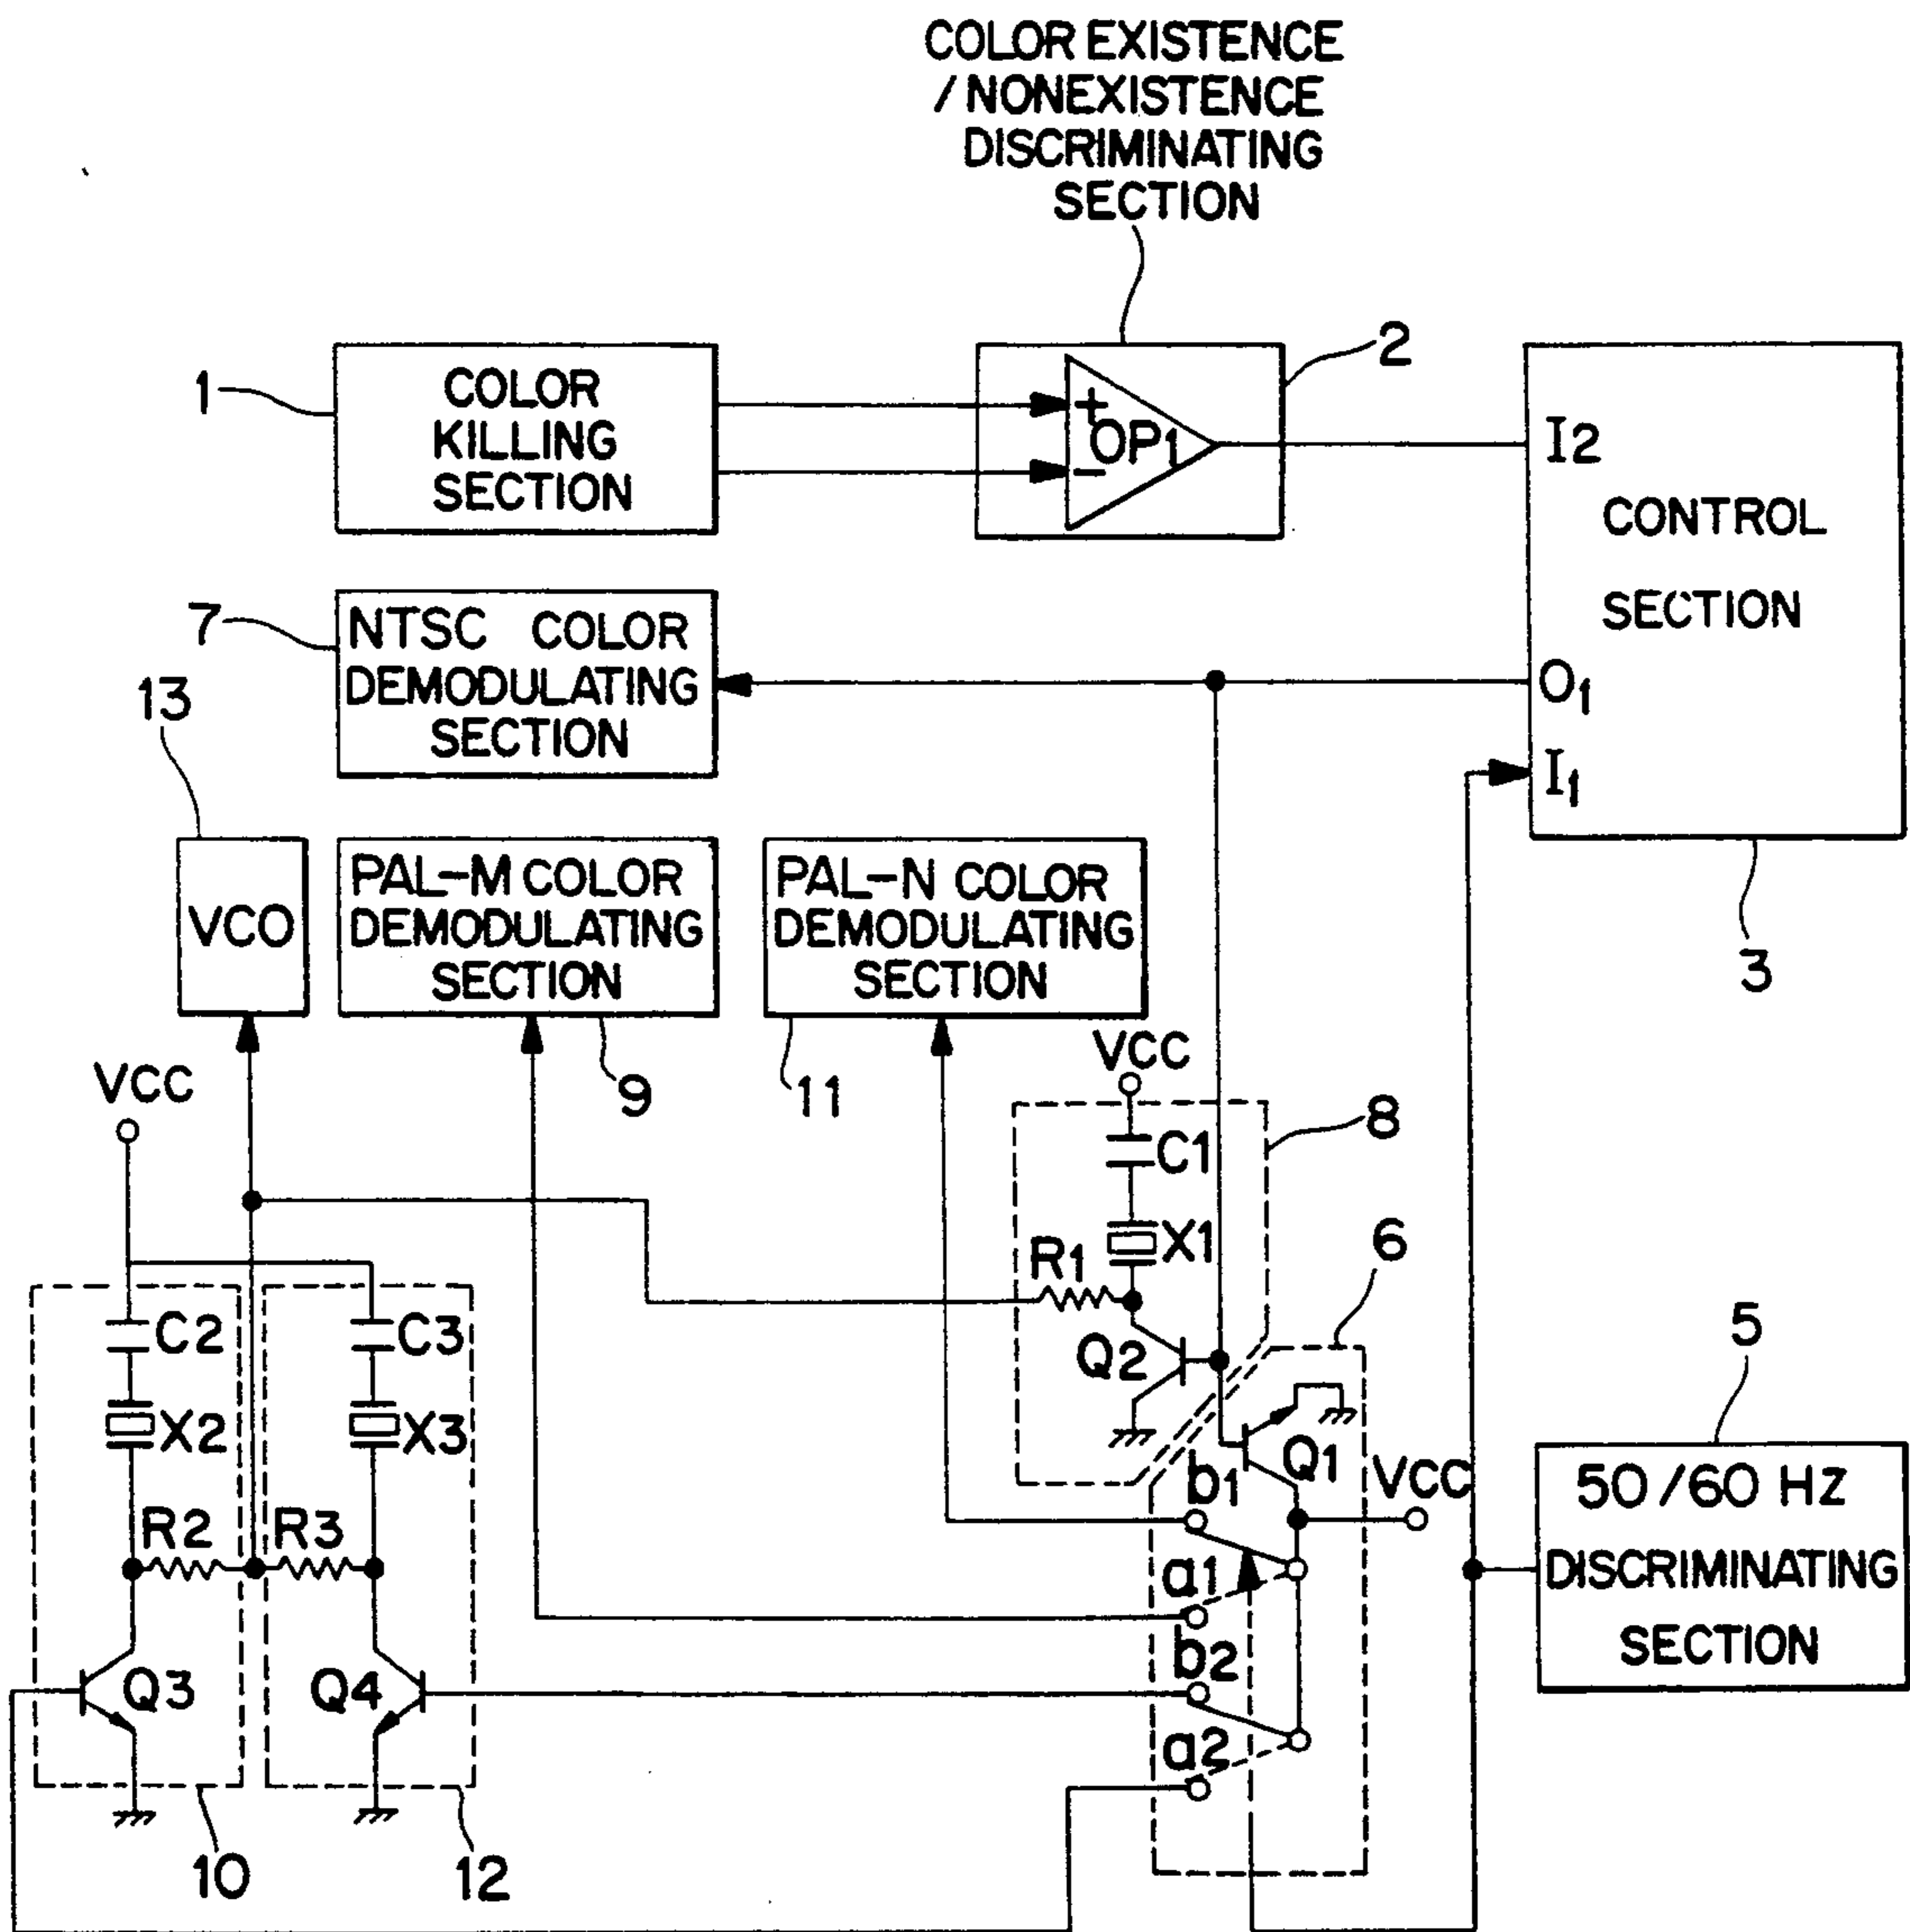 COLOR EXISTENCE
/ NONEXISTENCE
DISCRIMINATING
SECTION
1
COLOR
KILLING
SECTION
+
OP1
-
2
I2
CONTROL
SECTION
O1
I1
3
7
NTSC COLOR
DEMODULATING
SECTION
13
VCO
PAL-M COLOR
DEMODULATING
SECTION
9
PAL-N COLOR
DEMODULATING
SECTION
11
VCC
VCC
8
C1
X1
R1
Q2
6
C2
C3
X2
X3
R2
R3
Q3
Q4
10
12
Q1
VCC
b1
a1
b2
a2
5
50/60 HZ
DISCRIMINATING
SECTION